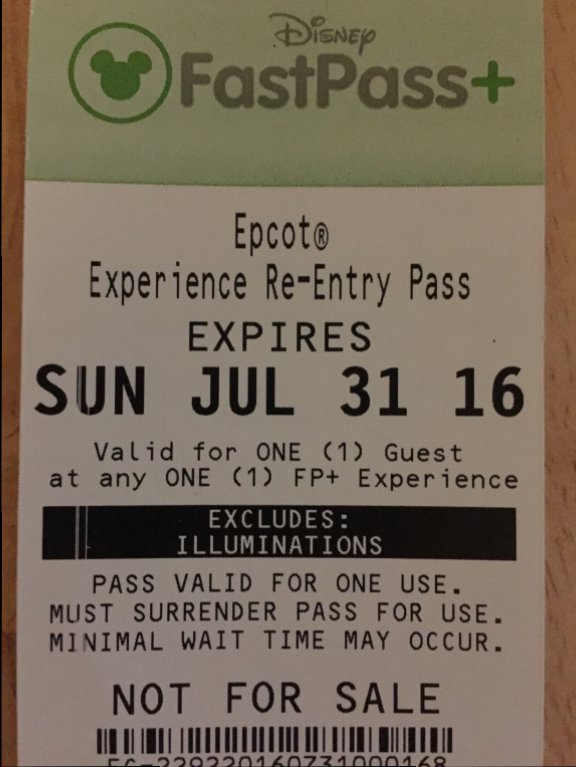 Disney
FastPass+
Epcot®
Experience Re-Entry Pass
EXPIRES
SUN JUL 31 16
Valid for ONE (1) Guest
at any ONE (1) FP+ Experience
EXCLUDES:
ILLUMINATIONS
PASS VALID FOR ONE USE.
MUST SURRENDER PASS FOR USE.
MINIMAL WAIT TIME MAY OCCUR.
NOT FOR SALE